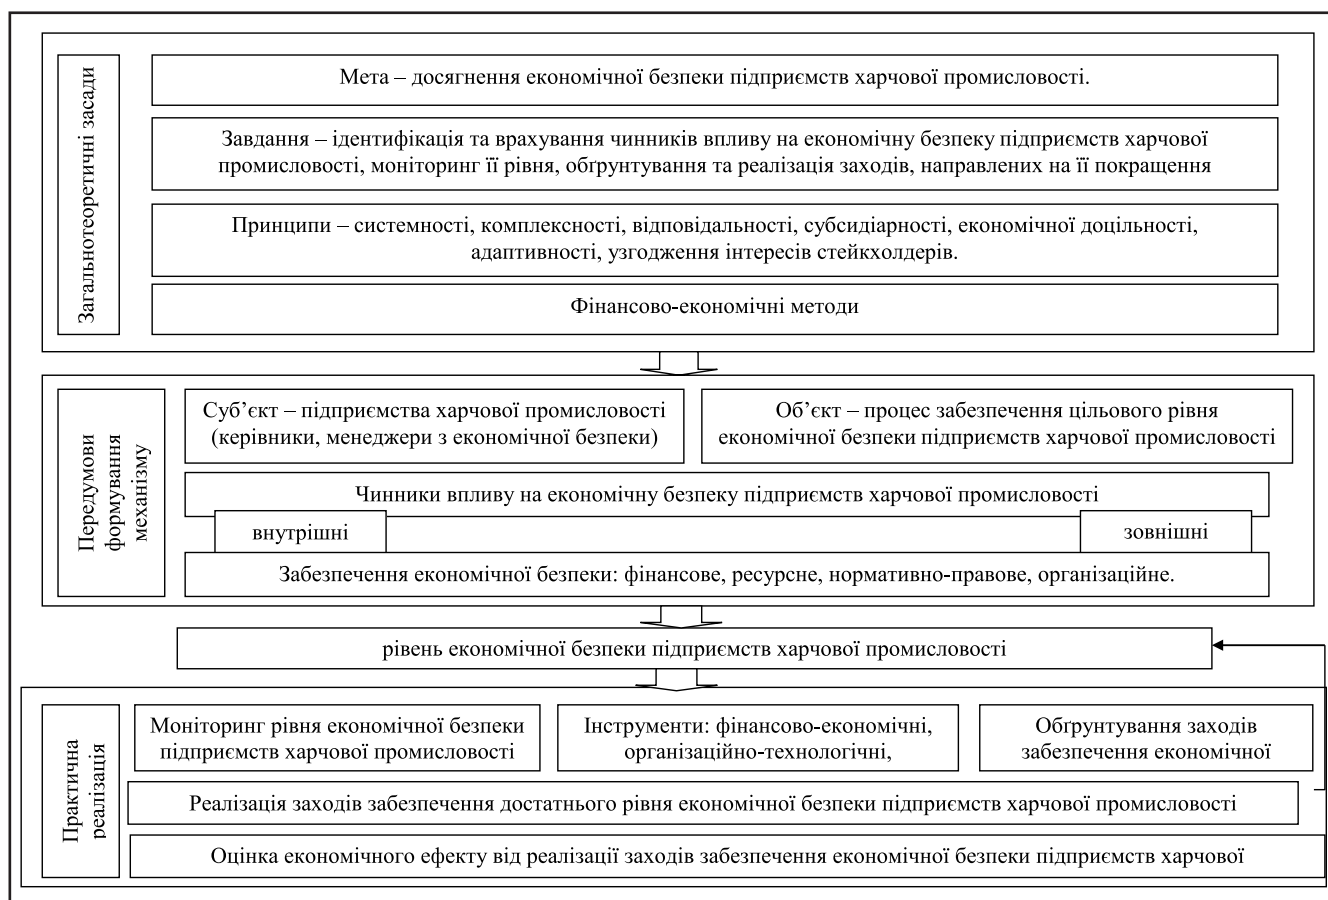 Загальнотеоретичні засади
Мета – досягнення економічної безпеки підприємств харчової промисловості.
Завдання – ідентифікація та врахування чинників впливу на економічну безпеку підприємств харчової
промисловості, моніторинг її рівня, обґрунтування та реалізація заходів, направлених на її покращення
Принципи – системності, комплексності, відповідальності, субсидіарності, економічної доцільності,
адаптивності, узгодження інтересів стейкхолдерів.
Фінансово-економічні методи
Передумови
формування
механізму
Суб’єкт – підприємства харчової промисловості
(керівники, менеджери з економічної безпеки)
Об’єкт – процес забезпечення цільового рівня
економічної безпеки підприємств харчової промисловості
Чинники впливу на економічну безпеку підприємств харчової промисловості
внутрішні
зовнішні
Забезпечення економічної безпеки: фінансове, ресурсне, нормативно-правове, організаційне.
рівень економічної безпеки підприємств харчової промисловості
Практична
реалізація
Моніторинг рівня економічної безпеки
підприємств харчової промисловості
Інструменти: фінансово-економічні,
організаційно-технологічні,
Обґрунтування заходів
забезпечення економічної
Реалізація заходів забезпечення достатнього рівня економічної безпеки підприємств харчової промисловості
Оцінка економічного ефекту від реалізації заходів забезпечення економічної безпеки підприємств харчової